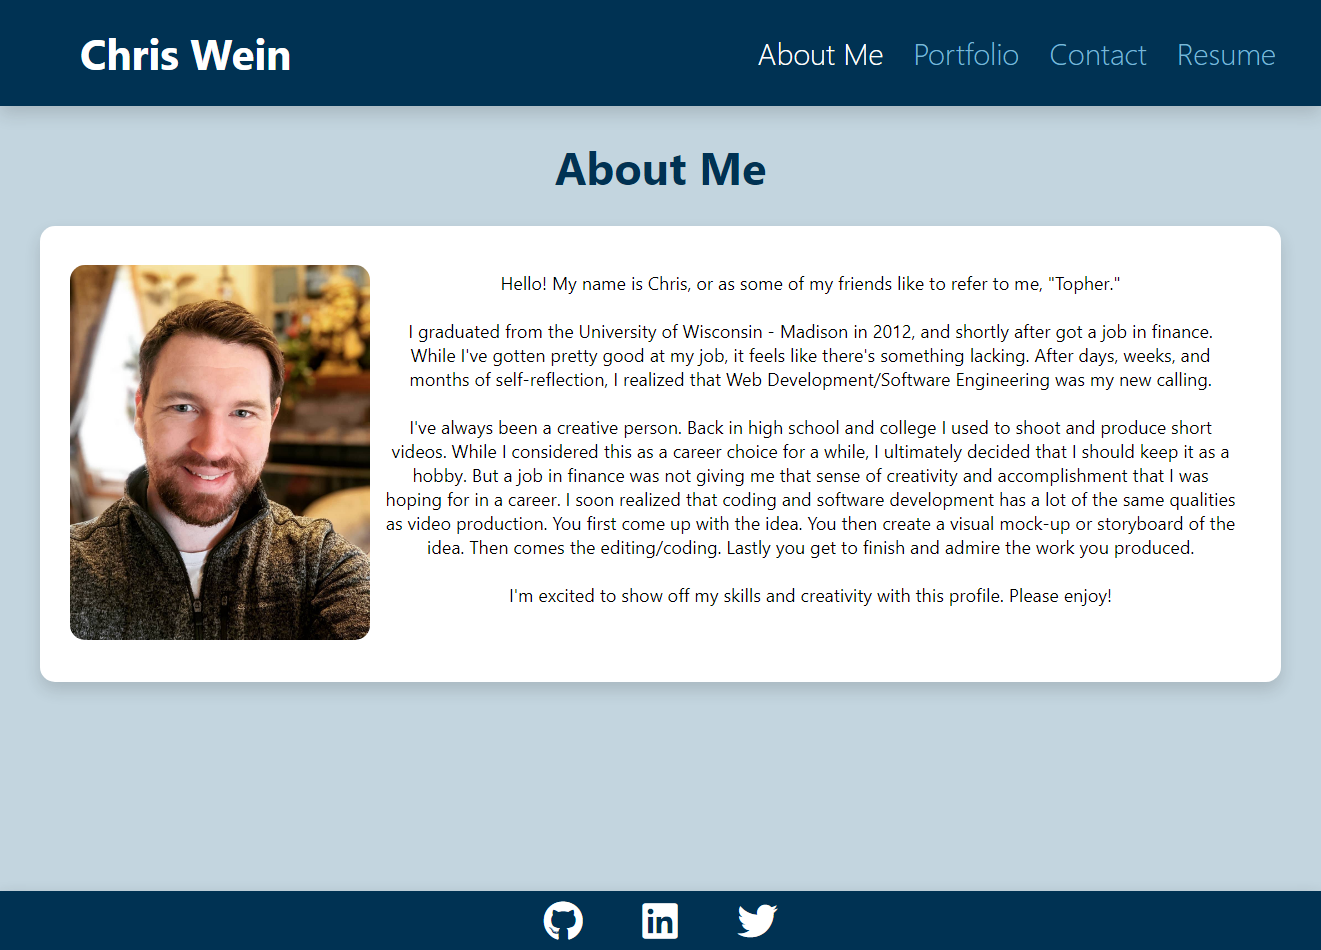 Chris Wein
About Me Portfolio Contact Resume
About Me
Hello! My name is Chris, or as some of my friends like to refer to me, "Topher."
I graduated from the University of Wisconsin - Madison in 2012, and shortly after got a job in finance.
While I've gotten pretty good at my job, it feels like there's something lacking. After days, weeks, and
months of self-reflection, I realized that Web Development/Software Engineering was my new calling.
I've always been a creative person. Back in high school and college I used to shoot and produce short
videos. While I considered this as a career choice for a while, I ultimately decided that I should keep it as a
hobby. But a job in finance was not giving me that sense of creativity and accomplishment that I was
hoping for in a career. I soon realized that coding and software development has a lot of the same qualities
as video production. You first come up with the idea. You then create a visual mock-up or storyboard of the
idea. Then comes the editing/coding. Lastly you get to finish and admire the work you produced.
I'm excited to show off my skills and creativity with this profile. Please enjoy!
in